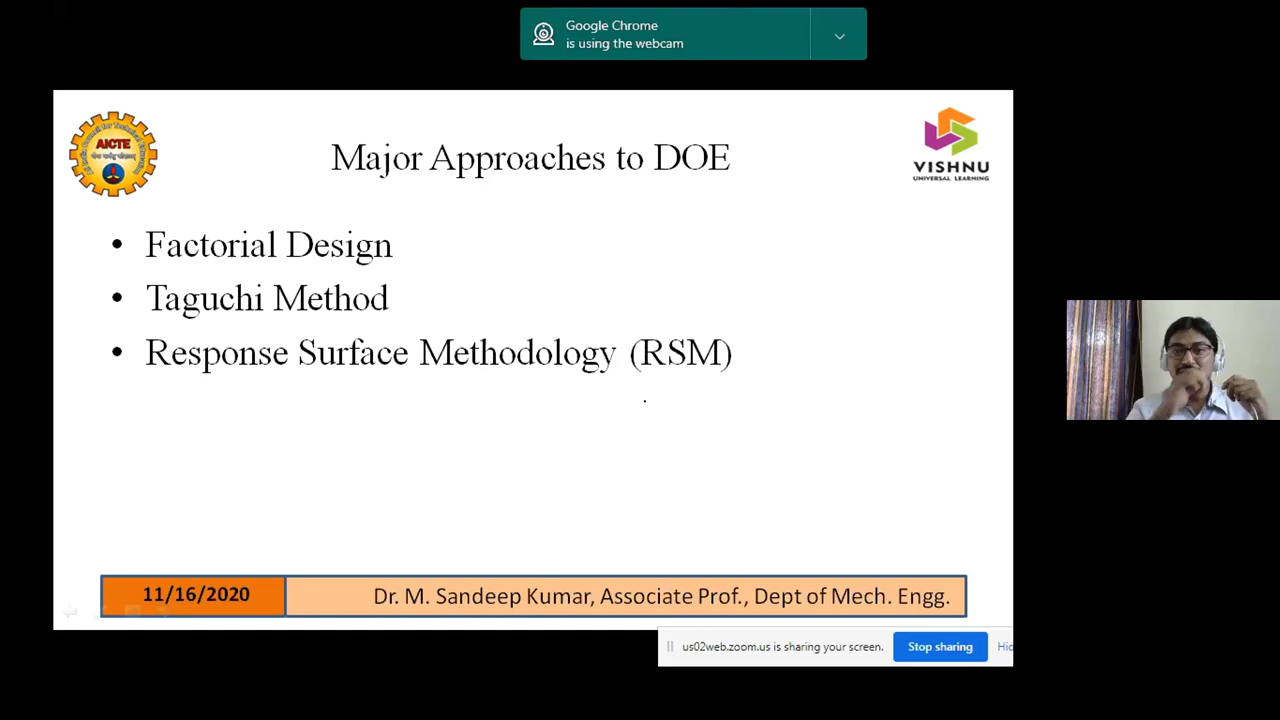 Google Chrome
is using the webcam
AICTE
Major Approaches to DOE
VISHNU
UNIVERSAL LEARNING
• Factorial Design
• Taguchi Method
• Response Surface Methodology (RSM)
11/16/2020
Dr. M. Sandeep Kumar, Associate Prof., Dept of Mech. Engg.
us02web.zoom.us is sharing your screen.
Stop sharing